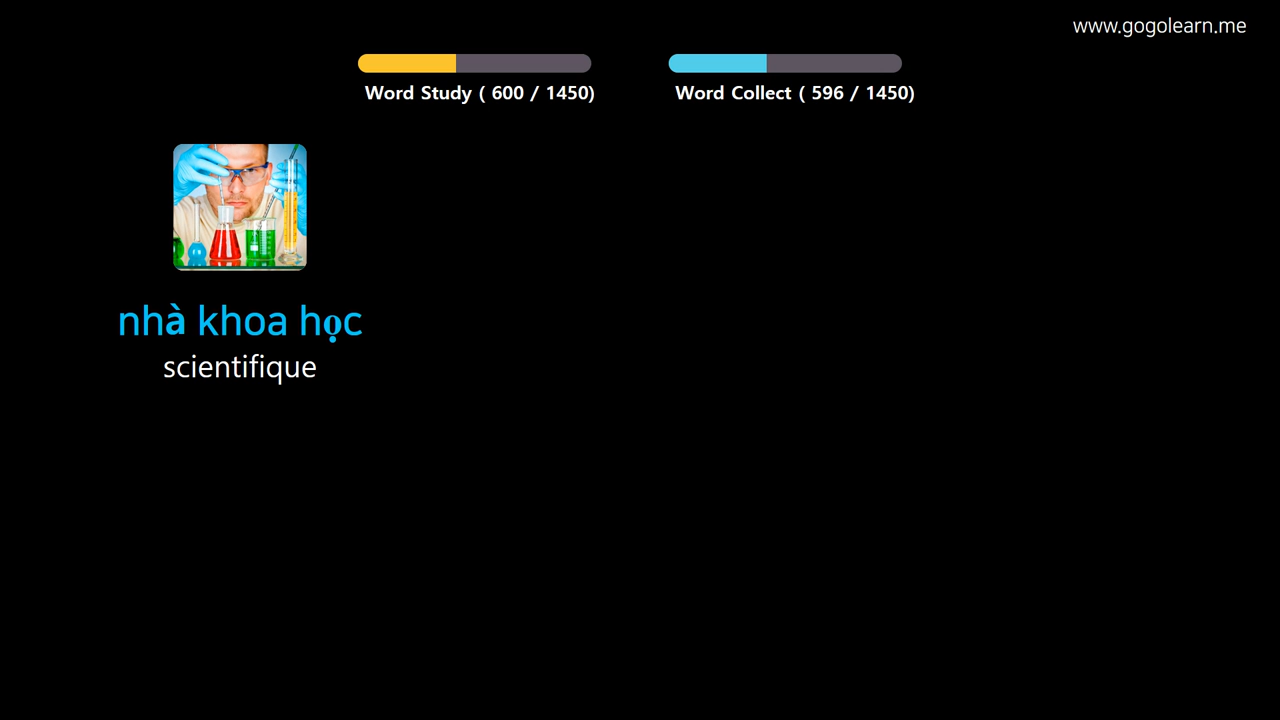 www.gogolearn.me
Word Study ( 600 / 1450)
Word Collect ( 596 / 1450)
nhà khoa học
scientifique